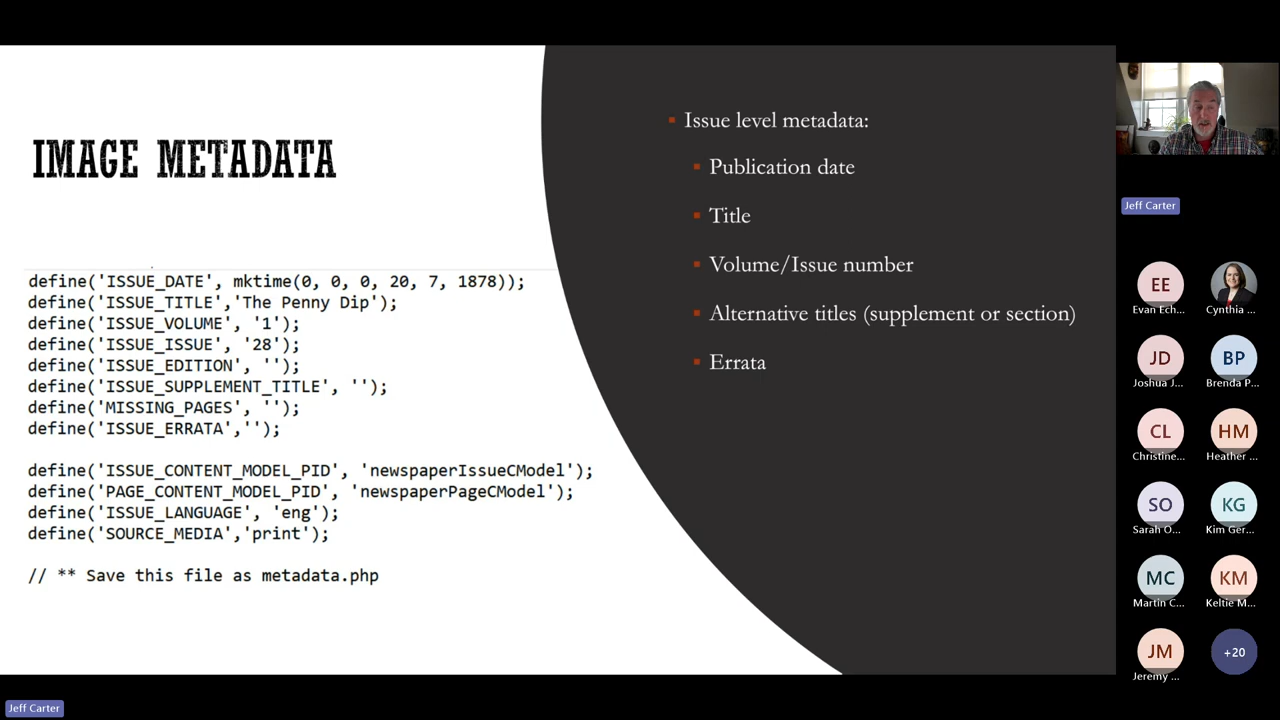 IMAGE METADATA
define('ISSUE_DATE', mktime(0, 0, 0, 20, 7, 1878));
define('ISSUE_TITLE','The Penny Dip');
define('ISSUE_VOLUME', '1');
define('ISSUE_ISSUE', '28');
define('ISSUE_EDITION', '');
define('ISSUE_SUPPLEMENT_TITLE', '');
define('MISSING_PAGES', '');
define('ISSUE_ERRATA','');
define('ISSUE_CONTENT_MODEL_PID', 'newspaperIssueCModel');
define('PAGE_CONTENT_MODEL_PID', 'newspaperPageCModel');
define('ISSUE_LANGUAGE', 'eng');
define('SOURCE_MEDIA','print');
// ** Save this file as metadata.php
Issue level metadata:
Publication date
Title
Volume/Issue number
Alternative titles (supplement or section)
Errata
Jeff Carter
EE
Evan Ech...
Cynthia ...
JD
Joshua J...
BP
Brenda P...
CL
Christine...
HM
Heather ...
SO
Sarah O...
KG
Kim Ger...
MC
Martin C...
KM
Keltie M...
JM
Jeremy ...
+20
Jeff Carter